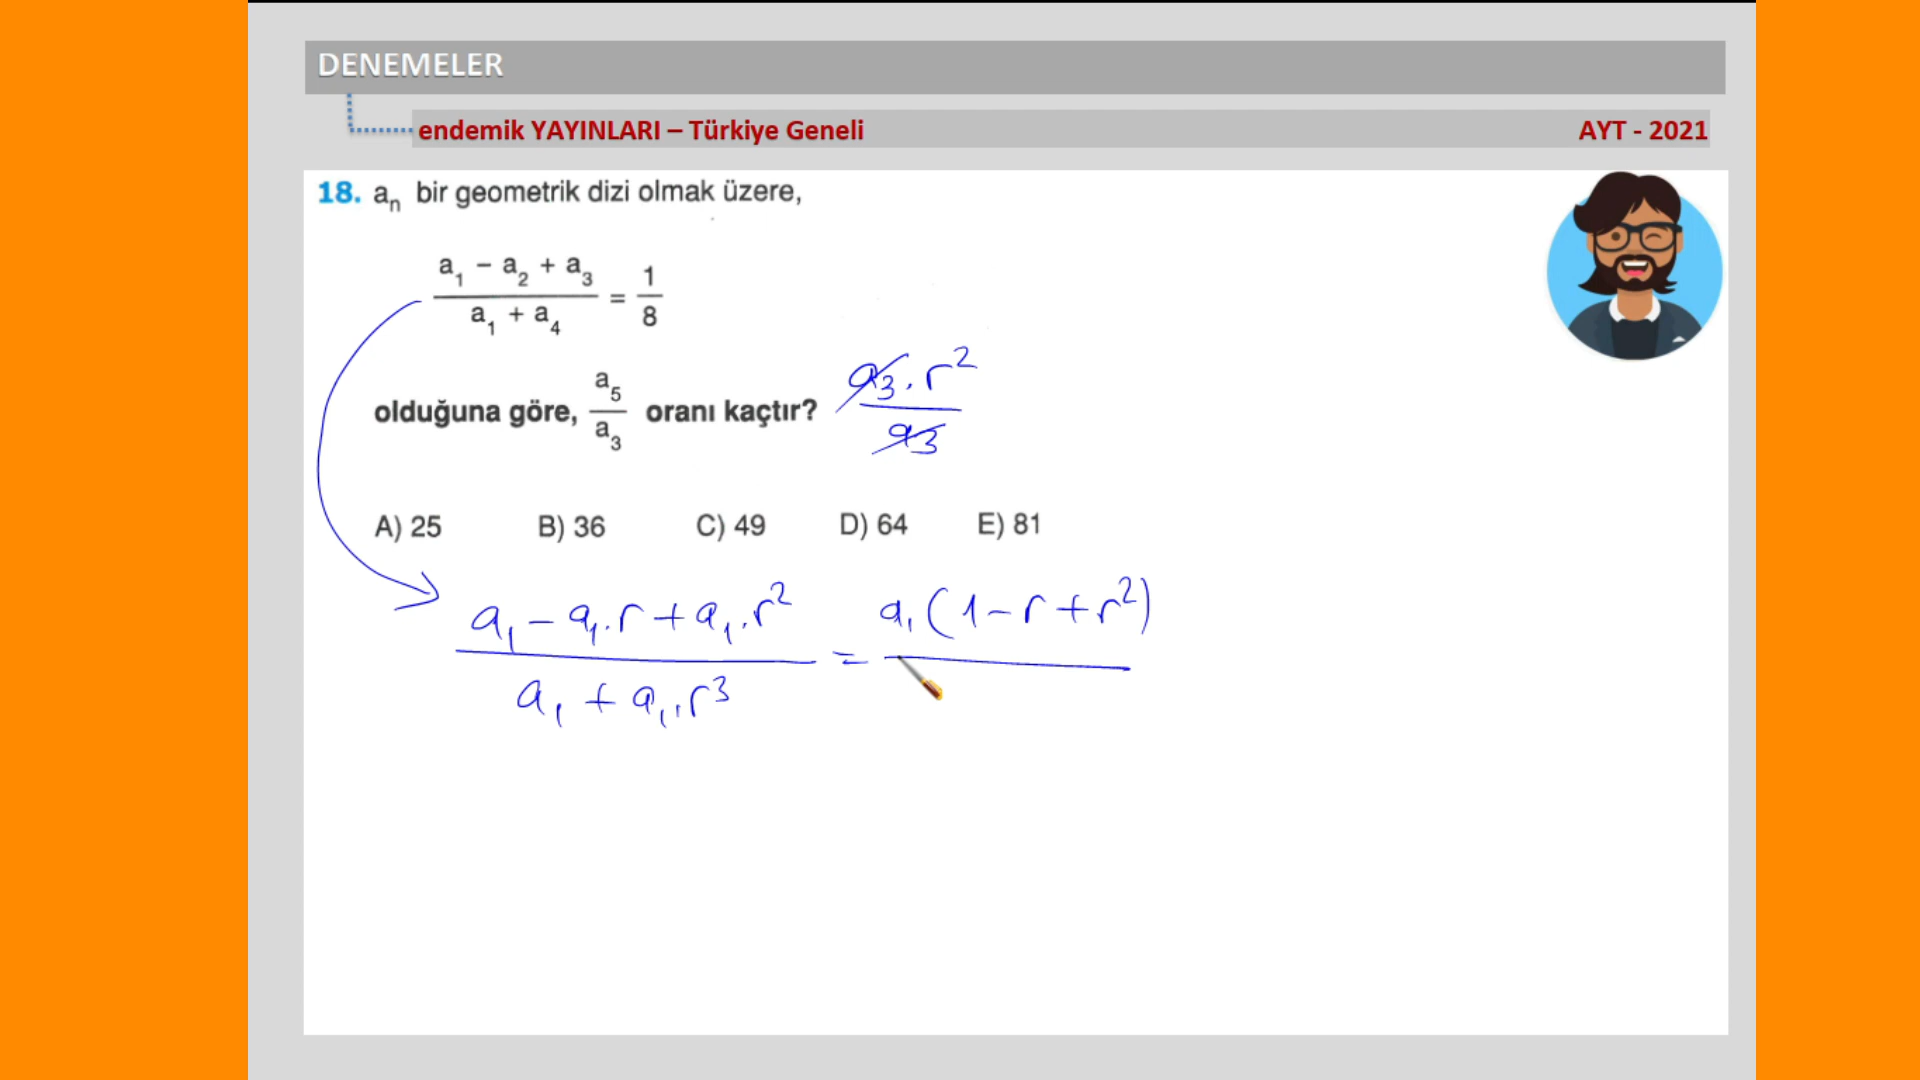 DENEMELER
endemik YAYINLARI – Türkiye Geneli AYT - 2021
18. aₙ bir geometrik dizi olmak üzere,
a₁ − a₂ + a₃ / a₁ + a₄ = 1 / 8
olduğuna göre, a₅ / a₃ oranı kaçtır? a₃ . r² / a₃
A) 25 B) 36 C) 49 D) 64 E) 81
a₁ − a₁.r + a₁.r² / a₁ + a₁.r³ = a₁(1 − r + r²)